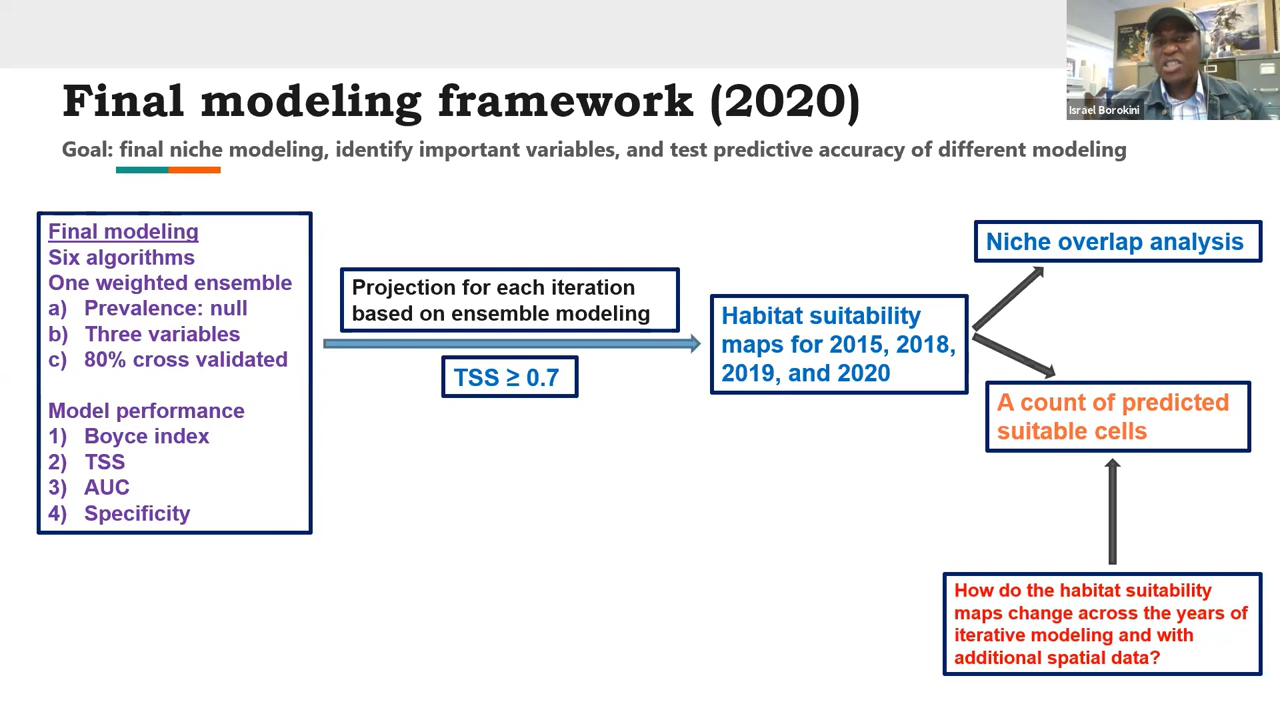 Final modeling framework (2020)
Goal: final niche modeling, identify important variables, and test predictive accuracy of different modeling
Israel Borokini
Final modeling
Six algorithms
One weighted ensemble
a) Prevalence: null
b) Three variables
c) 80% cross validated
Model performance
1) Boyce index
2) TSS
3) AUC
4) Specificity
Projection for each iteration
based on ensemble modeling
TSS ≥ 0.7
Habitat suitability
maps for 2015, 2018,
2019, and 2020
Niche overlap analysis
A count of predicted
suitable cells
How do the habitat suitability
maps change across the years of
iterative modeling and with
additional spatial data?